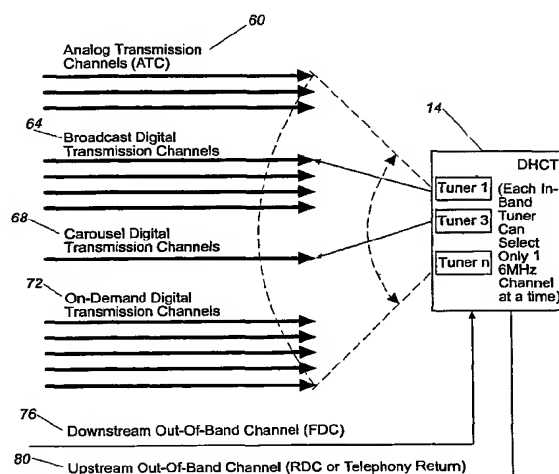 60
Analog Transmission
Channels (ATC)
64
Broadcast Digital
Transmission Channels
14
DHCT
Tuner 1
(Each In-
Band
Tuner 3
Tuner
Can
Select
Tuner n
Only 1
6MHz
Channel
at a time)
68
Carousel Digital
Transmission Channels
72
On-Demand Digital
Transmission Channels
76
Downstream Out-Of-Band Channel (FDC)
80
Upstream Out-Of-Band Channel (RDC or Telephony Return)